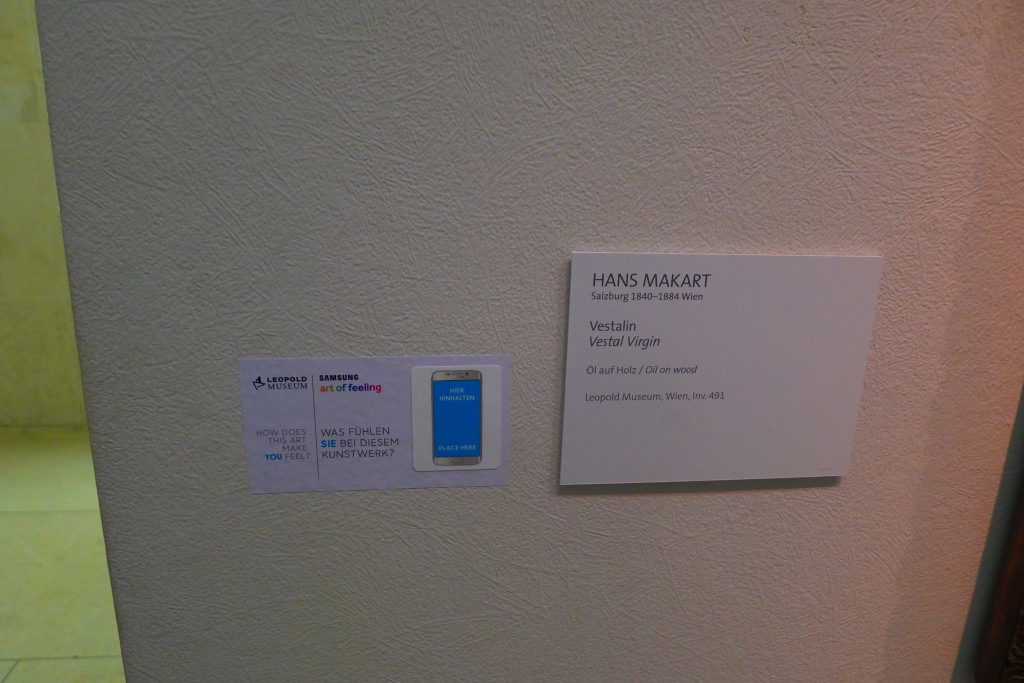 LEOPOLD
MUSEUM
SAMSUNG
art of feeling
HOW DOES
THIS ART
MAKE
YOU FEEL?
WAS FÜHLEN
SIE BEI DIESEM
KUNSTWERK?
HIER
HINHALTEN
PLACE HERE
HANS MAKART
Salzburg 1840–1884 Wien
Vestalin
Vestal Virgin
Öl auf Holz / Oil on wood
Leopold Museum, Wien, Inv. 491